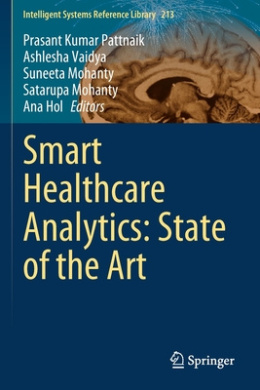 Intelligent Systems Reference Library 213
Prasant Kumar Pattnaik
Ashlesha Vaidya
Suneeta Mohanty
Satarupa Mohanty
Ana Hol Editors
Smart
Healthcare
Analytics: State
of the Art
Springer